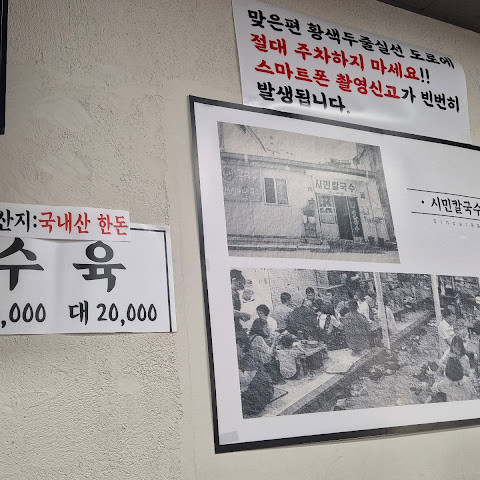 맞은편 황색두줄실선 도로에
절대 주차하지 마세요!!
스마트폰 촬영신고가 빈번히
발생됩니다.
시민칼국수
· 시민칼국수
산지:국내산 한돈
수 육
,000 대 20,000